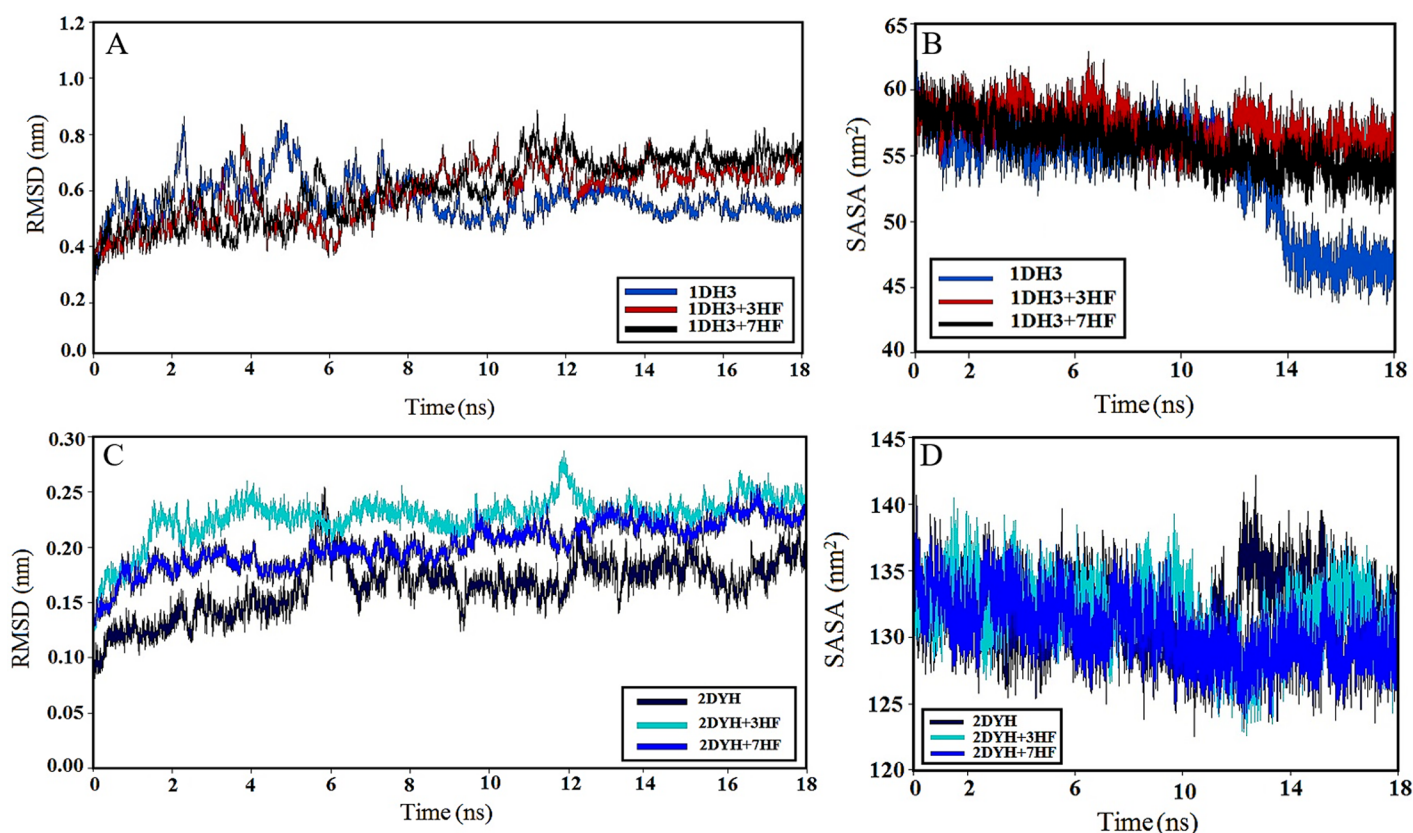 A
RMSD (nm)
1.2
1.0
0.8
0.6
0.4
0.2
0.0
0 2 4 6 8 10 12 14 16 18
Time (ns)
1DH3
1DH3+3HF
1DH3+7HF
B
SASA (nm²)
65
60
55
50
45
40
0 2 6 10 14 18
Time (ns)
1DH3
1DH3+3HF
1DH3+7HF
C
RMSD (nm)
0.30
0.25
0.20
0.15
0.10
0.05
0.00
0 2 4 6 8 10 12 14 16 18
Time (ns)
2DYH
2DYH+3HF
2DYH+7HF
D
SASA (nm²)
145
140
135
130
125
120
0 2 6 10 14 18
Time (ns)
2DYH
2DYH+3HF
2DYH+7HF